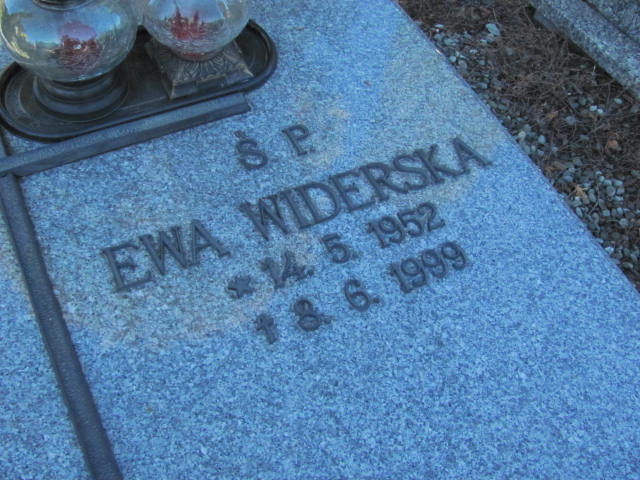 Ś P.
EWA WIDERSKA
* 14. 5. 1952
† 8. 6. 1999